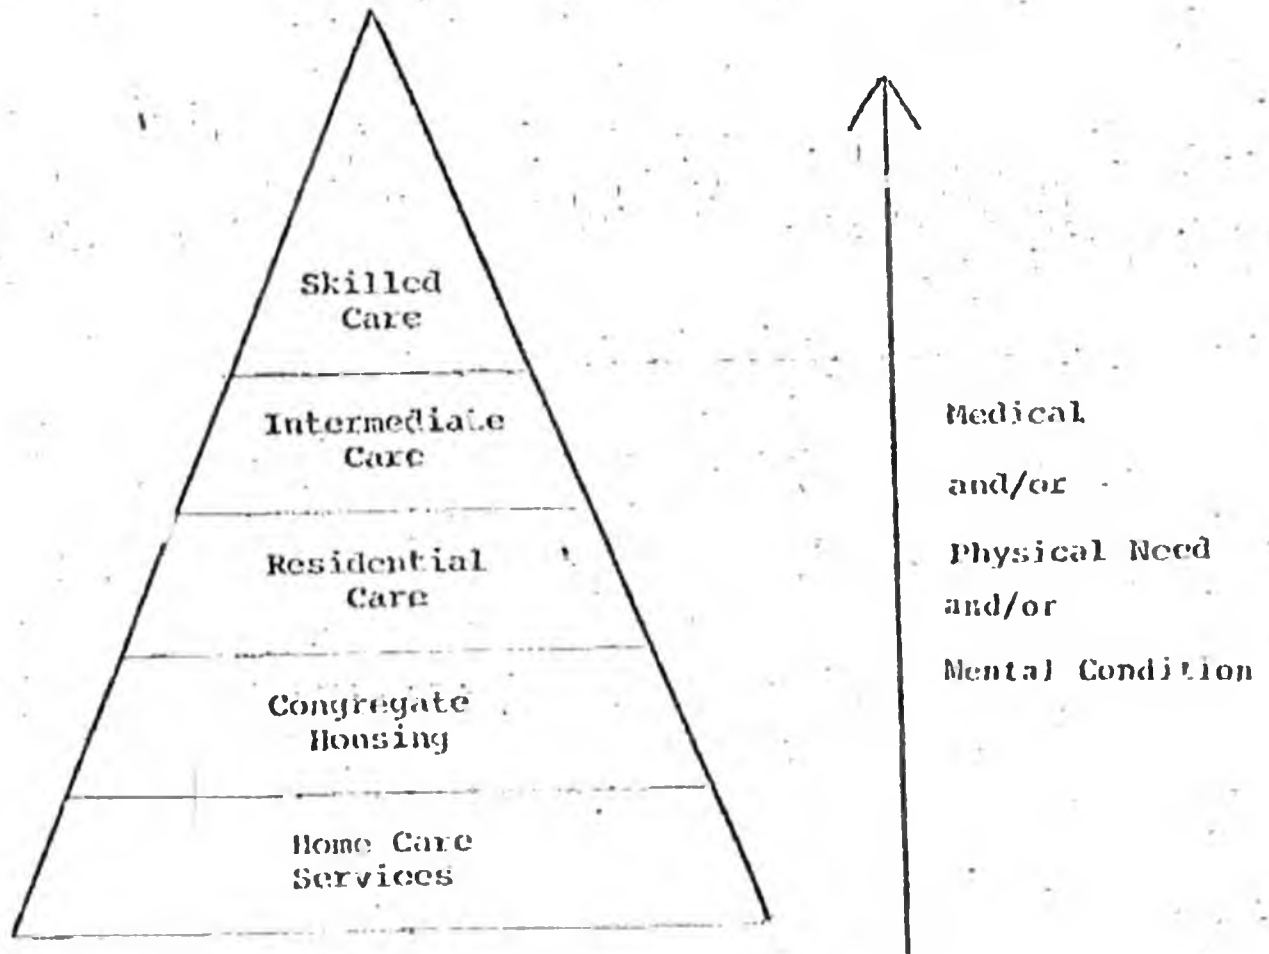 Skilled
Care
Intermediate
Care
Residential
Care
Congregate
Housing
Home Care
Services
Medical
and/or
Physical Need
and/or
Mental Condition